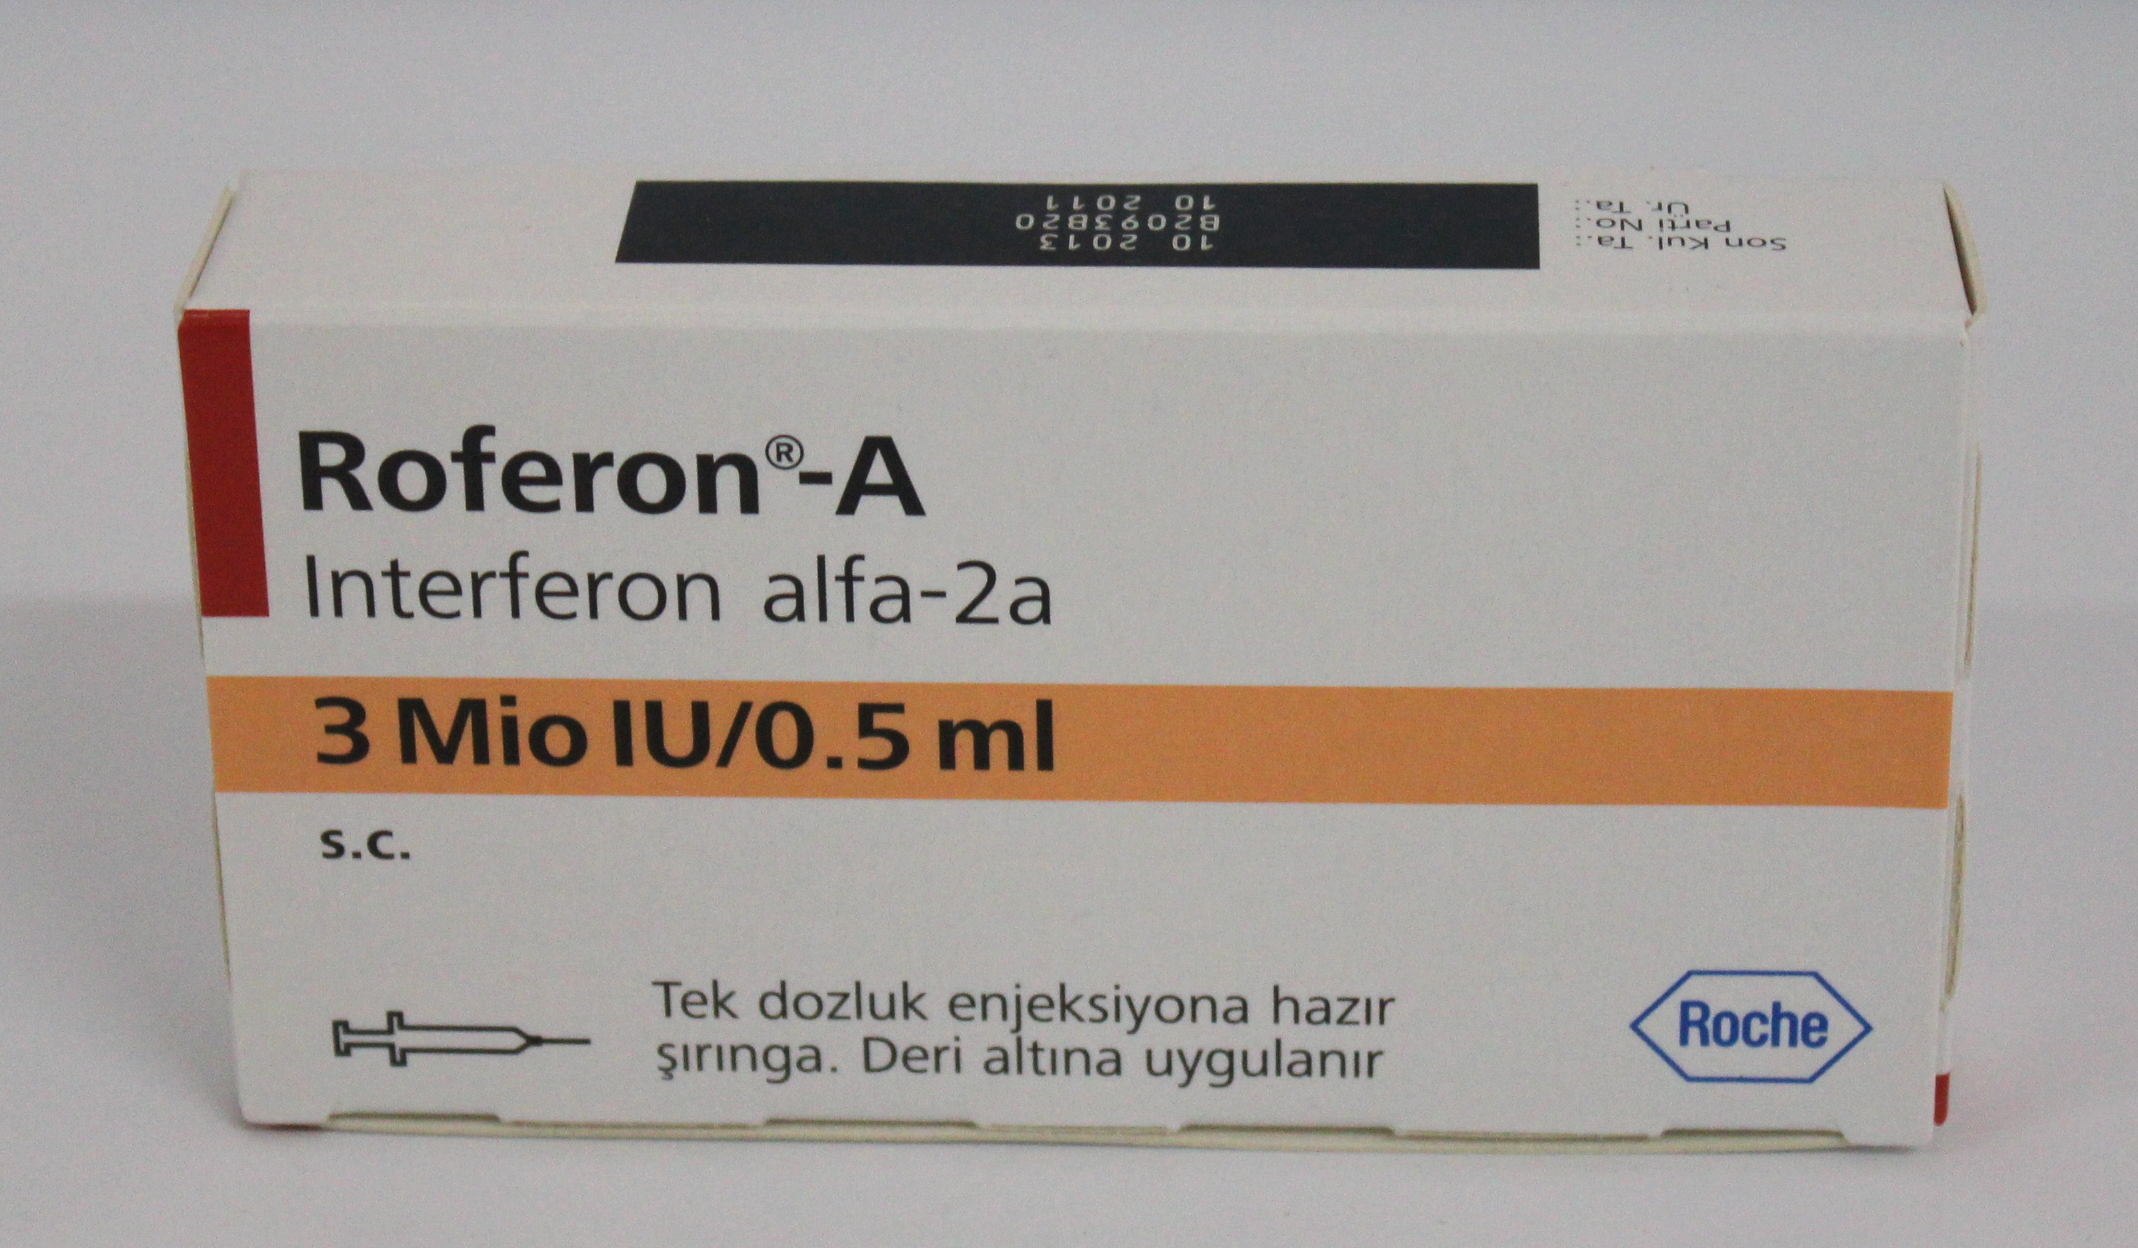 Son Kul. Ta.: 10 2013
Parti No.: B2093B20
Ür. Ta.: 10 2011
Roferon®-A
Interferon alfa-2a
3 Mio IU/0.5 ml
s.c.
Tek dozluk enjeksiyona hazır
şırınga. Deri altına uygulanır
Roche